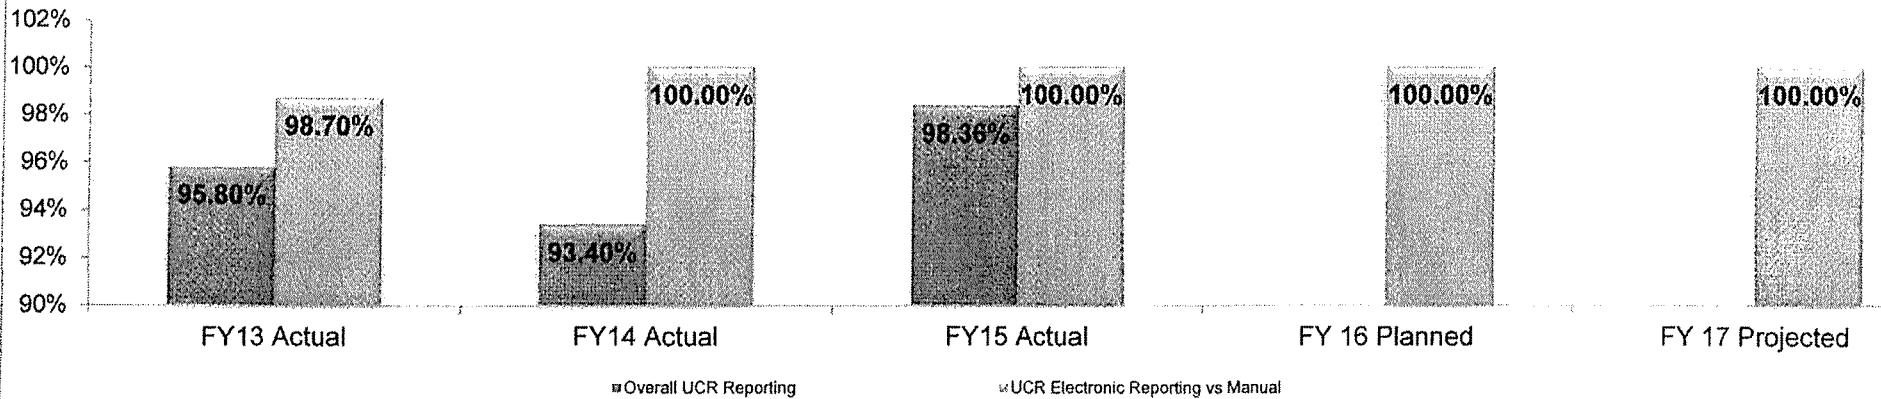 102%
100%
98%
96%
94%
92%
90%
95.80%
98.70%
93.40%
100.00%
98.36%
100.00%
100.00%
100.00%
FY13 Actual
FY14 Actual
FY15 Actual
FY 16 Planned
FY 17 Projected
Overall UCR Reporting
UCR Electronic Reporting vs Manual